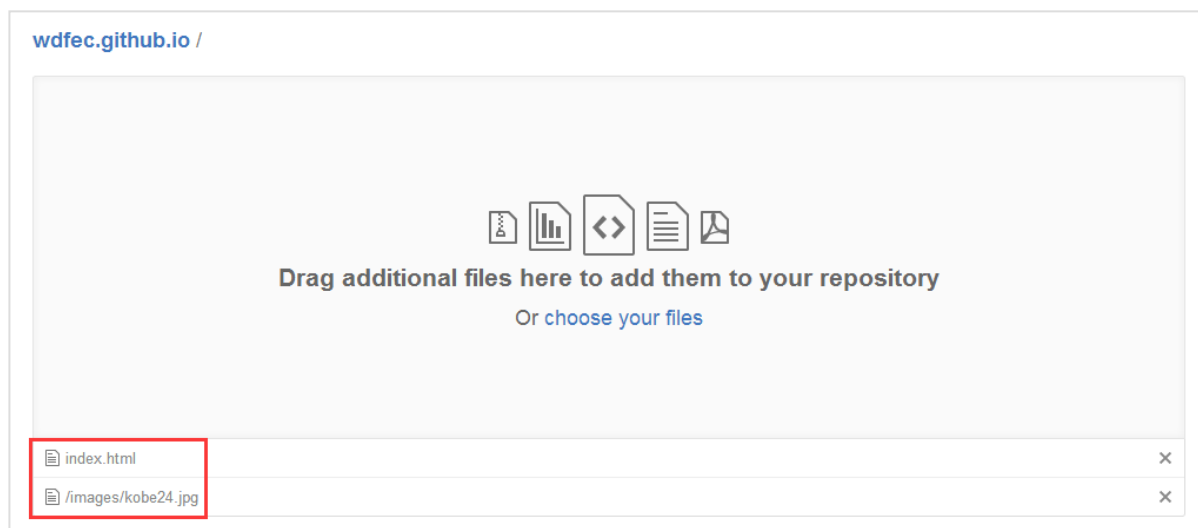 wdfec.github.io /
Drag additional files here to add them to your repository
Or choose your files
index.html
/images/kobe24.jpg